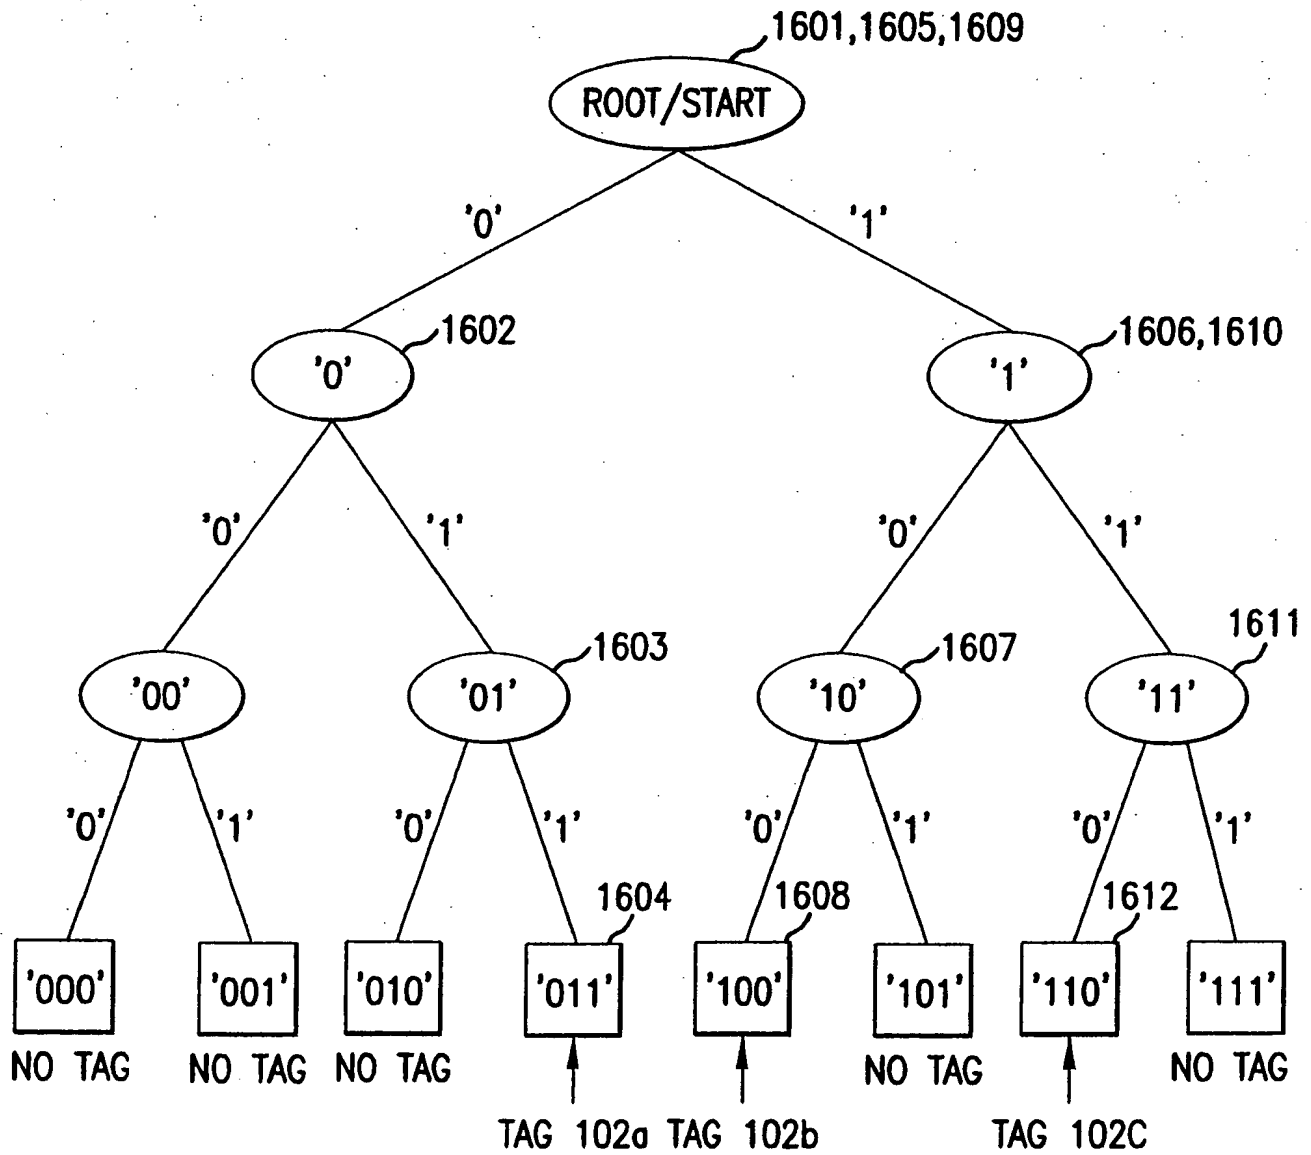 1601,1605,1609
ROOT/START
'0' '1'
1602 1606,1610
'0' '1'
'0' '1' '0' '1'
1603 1607 1611
'00' '01' '10' '11'
'0' '1' '0' '1' '0' '1' '0' '1'
1604 1608 1612
'000' '001' '010' '011' '100' '101' '110' '111'
NO TAG NO TAG NO TAG NO TAG NO TAG
TAG 102a TAG 102b TAG 102C